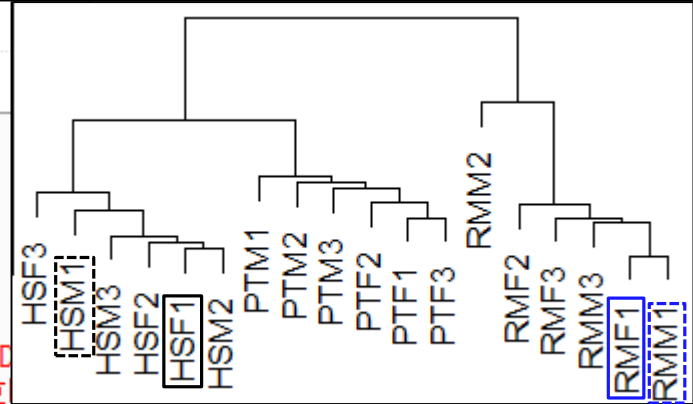 HSF3
HSM1
HSM3
HSF2
HSF1
HSM2
PTM1
PTM2
PTM3
PTF2
PTF1
PTF3
RMM2
RMF2
RMF3
RMM3
RMF1
RMM1